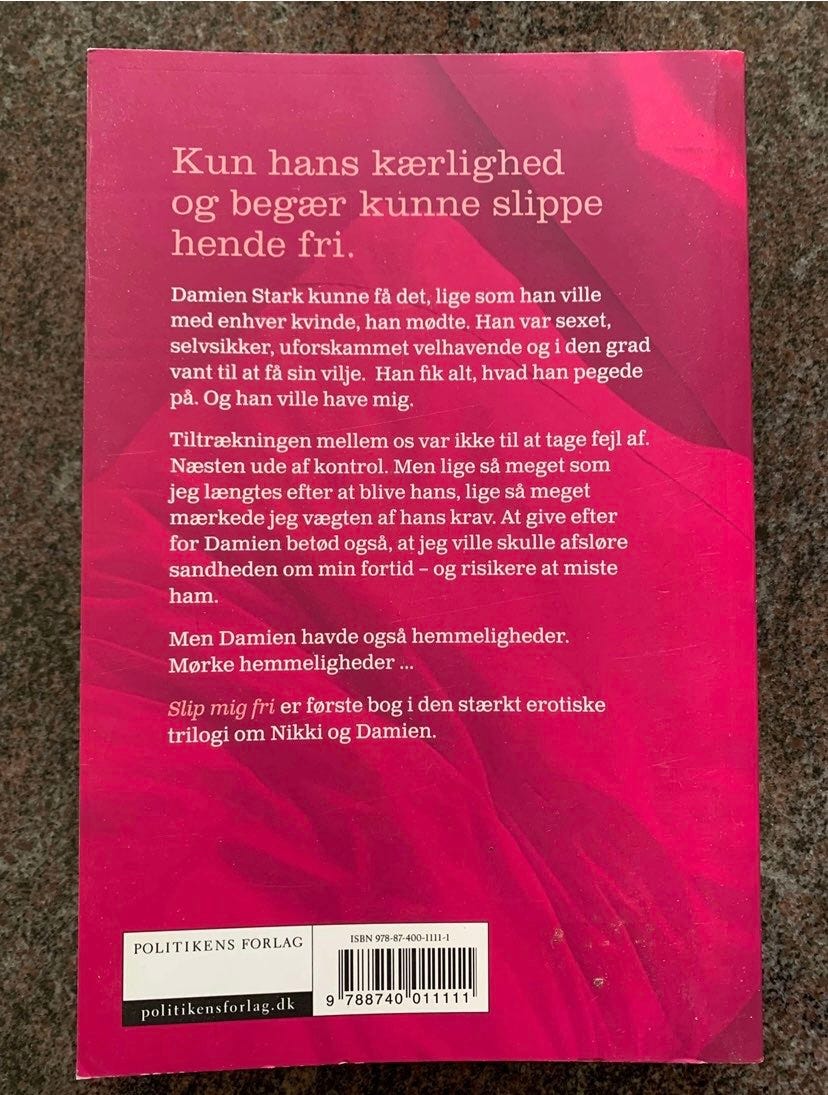 Kun hans kærlighed
og begær kunne slippe
hende fri.
Damien Stark kunne få det, lige som han ville
med enhver kvinde, han mødte. Han var sexet,
selvsikker, uforskammet velhavende og i den grad
vant til at få sin vilje. Han fik alt, hvad han pegede
på. Og han ville have mig.
Tiltrækningen mellem os var ikke til at tage fejl af.
Næsten ude af kontrol. Men lige så meget som
jeg længtes efter at blive hans, lige så meget
mærkede jeg vægten af hans krav. At give efter
for Damien betød også, at jeg ville skulle afsløre
sandheden om min fortid – og risikere at miste
ham.
Men Damien havde også hemmeligheder.
Mørke hemmeligheder ...
Slip mig fri er første bog i den stærkt erotiske
trilogi om Nikki og Damien.
POLITIKENS FORLAG
politikensforlag.dk
ISBN 978-87-400-1111-1
9 788740 011111